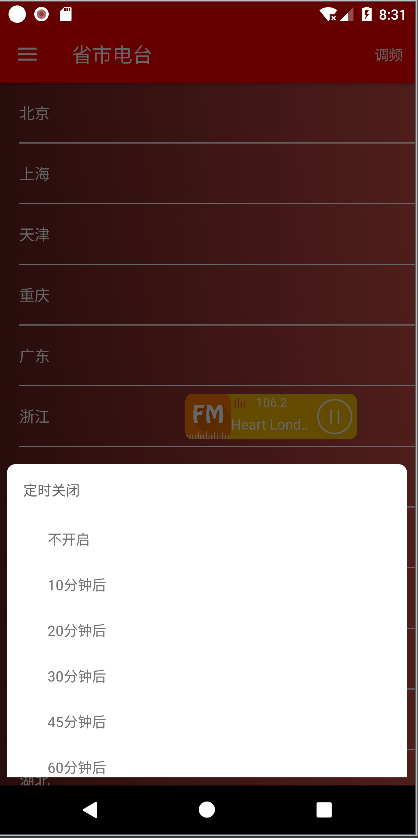 8:31
省市电台 调频
北京
上海
天津
重庆
广东
浙江
FM 106.2
Heart Lond..
定时关闭
不开启
10分钟后
20分钟后
30分钟后
45分钟后
60分钟后
湖北